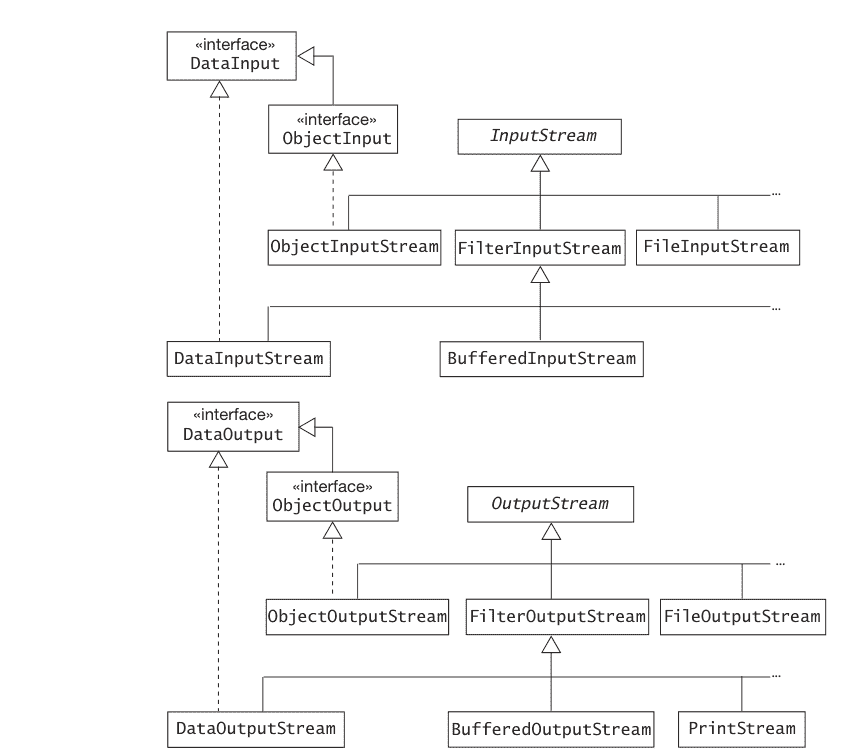 «interface»
DataInput
«interface»
ObjectInput
InputStream
...
ObjectInputStream
FilterInputStream
FileInputStream
...
DataInputStream
BufferedInputStream
«interface»
DataOutput
«interface»
ObjectOutput
OutputStream
...
ObjectOutputStream
FilterOutputStream
FileOutputStream
...
DataOutputStream
BufferedOutputStream
PrintStream